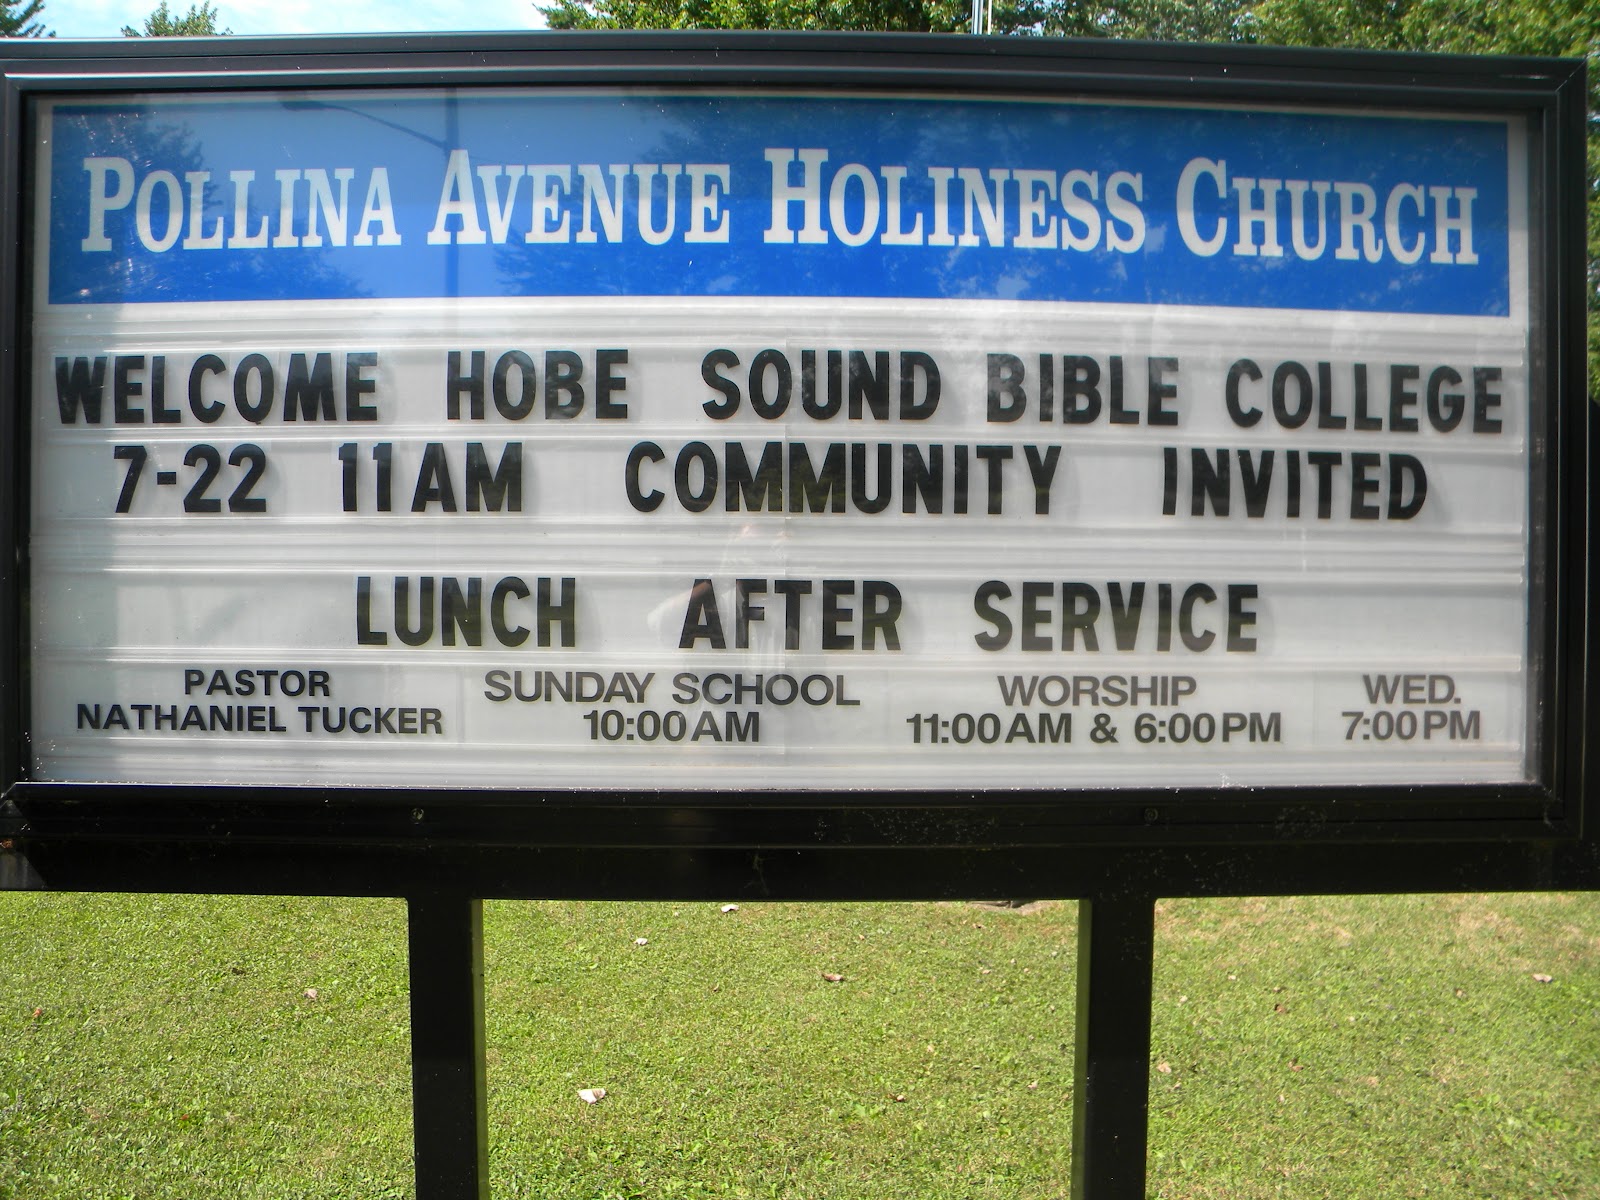 POLLINA AVENUE HOLINESS CHURCH
WELCOME HOBE SOUND BIBLE COLLEGE
7-22 11AM COMMUNITY INVITED
LUNCH AFTER SERVICE
PASTOR
NATHANIEL TUCKER
SUNDAY SCHOOL
10:00AM
WORSHIP
11:00AM & 6:00PM
WED.
7:00PM